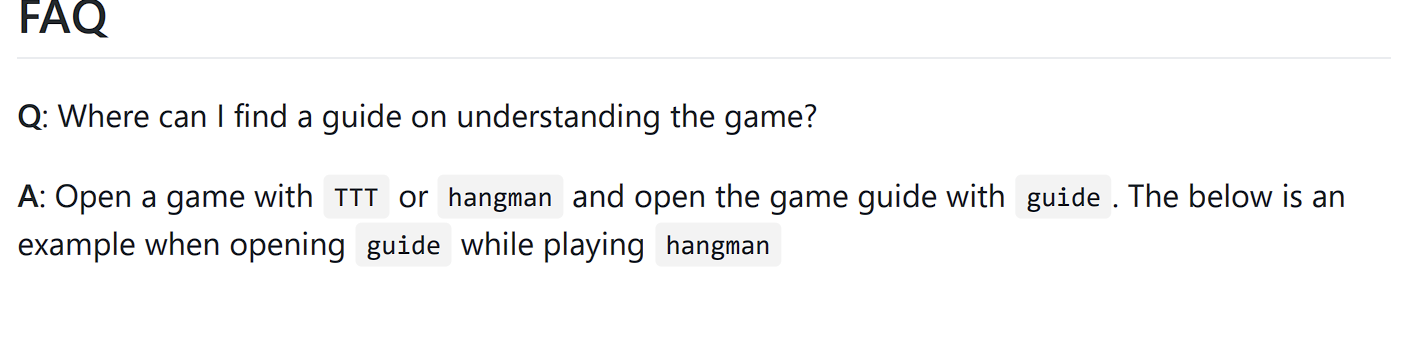 FAQ
Q: Where can I find a guide on understanding the game?
A: Open a game with TTT or hangman and open the game guide with guide. The below is an
example when opening guide while playing hangman